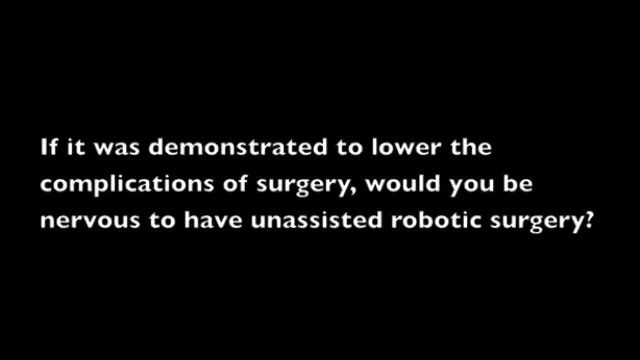 If it was demonstrated to lower the
complications of surgery, would you be
nervous to have unassisted robotic surgery?